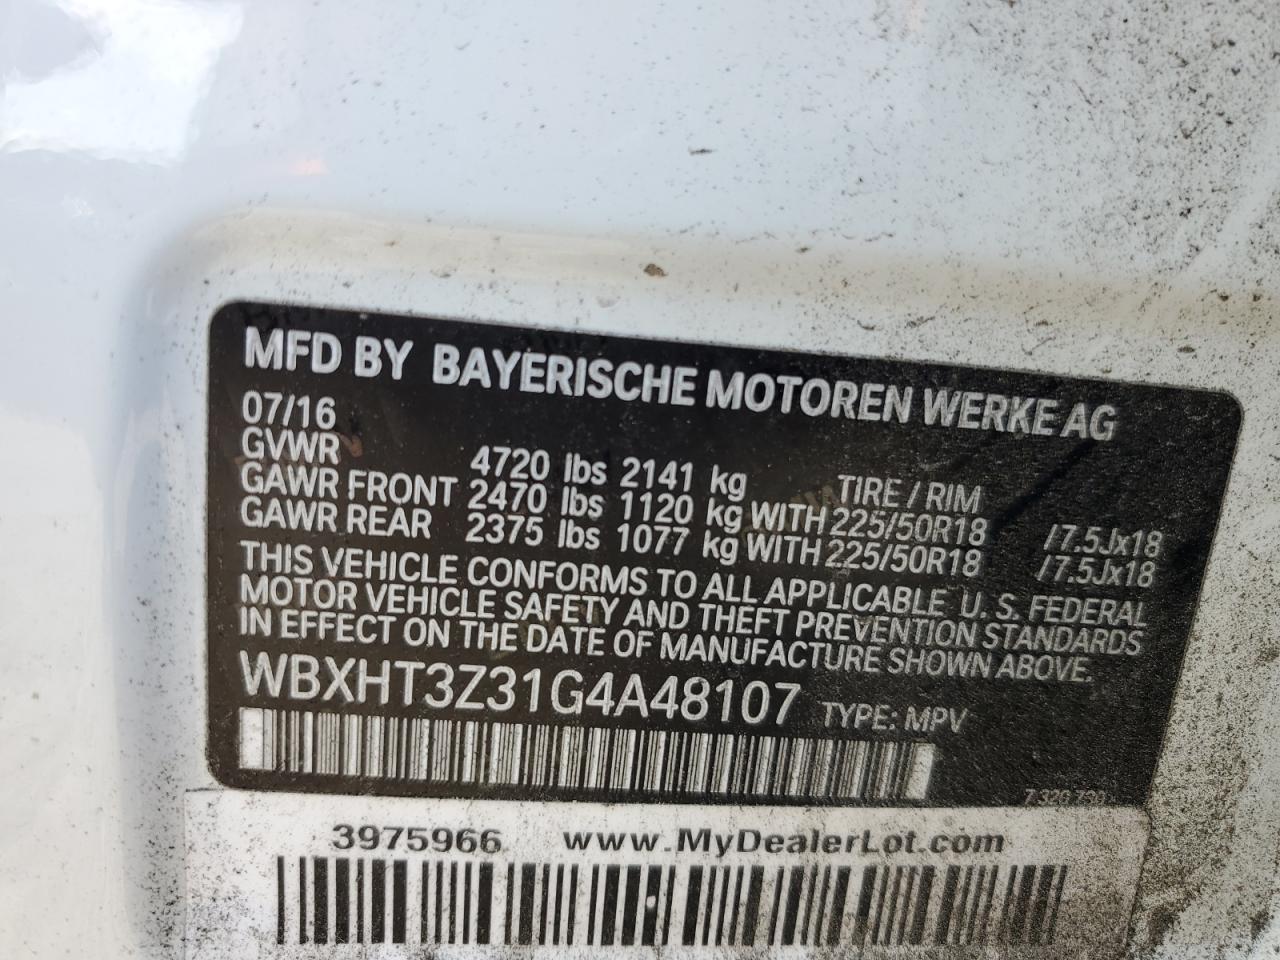 MFD BY BAYERISCHE MOTOREN WERKE AG
07/16
GVWR 4720 lbs 2141 kg TIRE / RIM
GAWR FRONT 2470 lbs 1120 kg WITH 225/50R18 /7.5Jx18
GAWR REAR 2375 lbs 1077 kg WITH 225/50R18 /7.5Jx18
THIS VEHICLE CONFORMS TO ALL APPLICABLE U. S. FEDERAL
MOTOR VEHICLE SAFETY AND THEFT PREVENTION STANDARDS
IN EFFECT ON THE DATE OF MANUFACTURE SHOWN ABOVE.
WBXHT3Z31G4A48107 TYPE: MPV
3975966 www.MyDealerLot.com